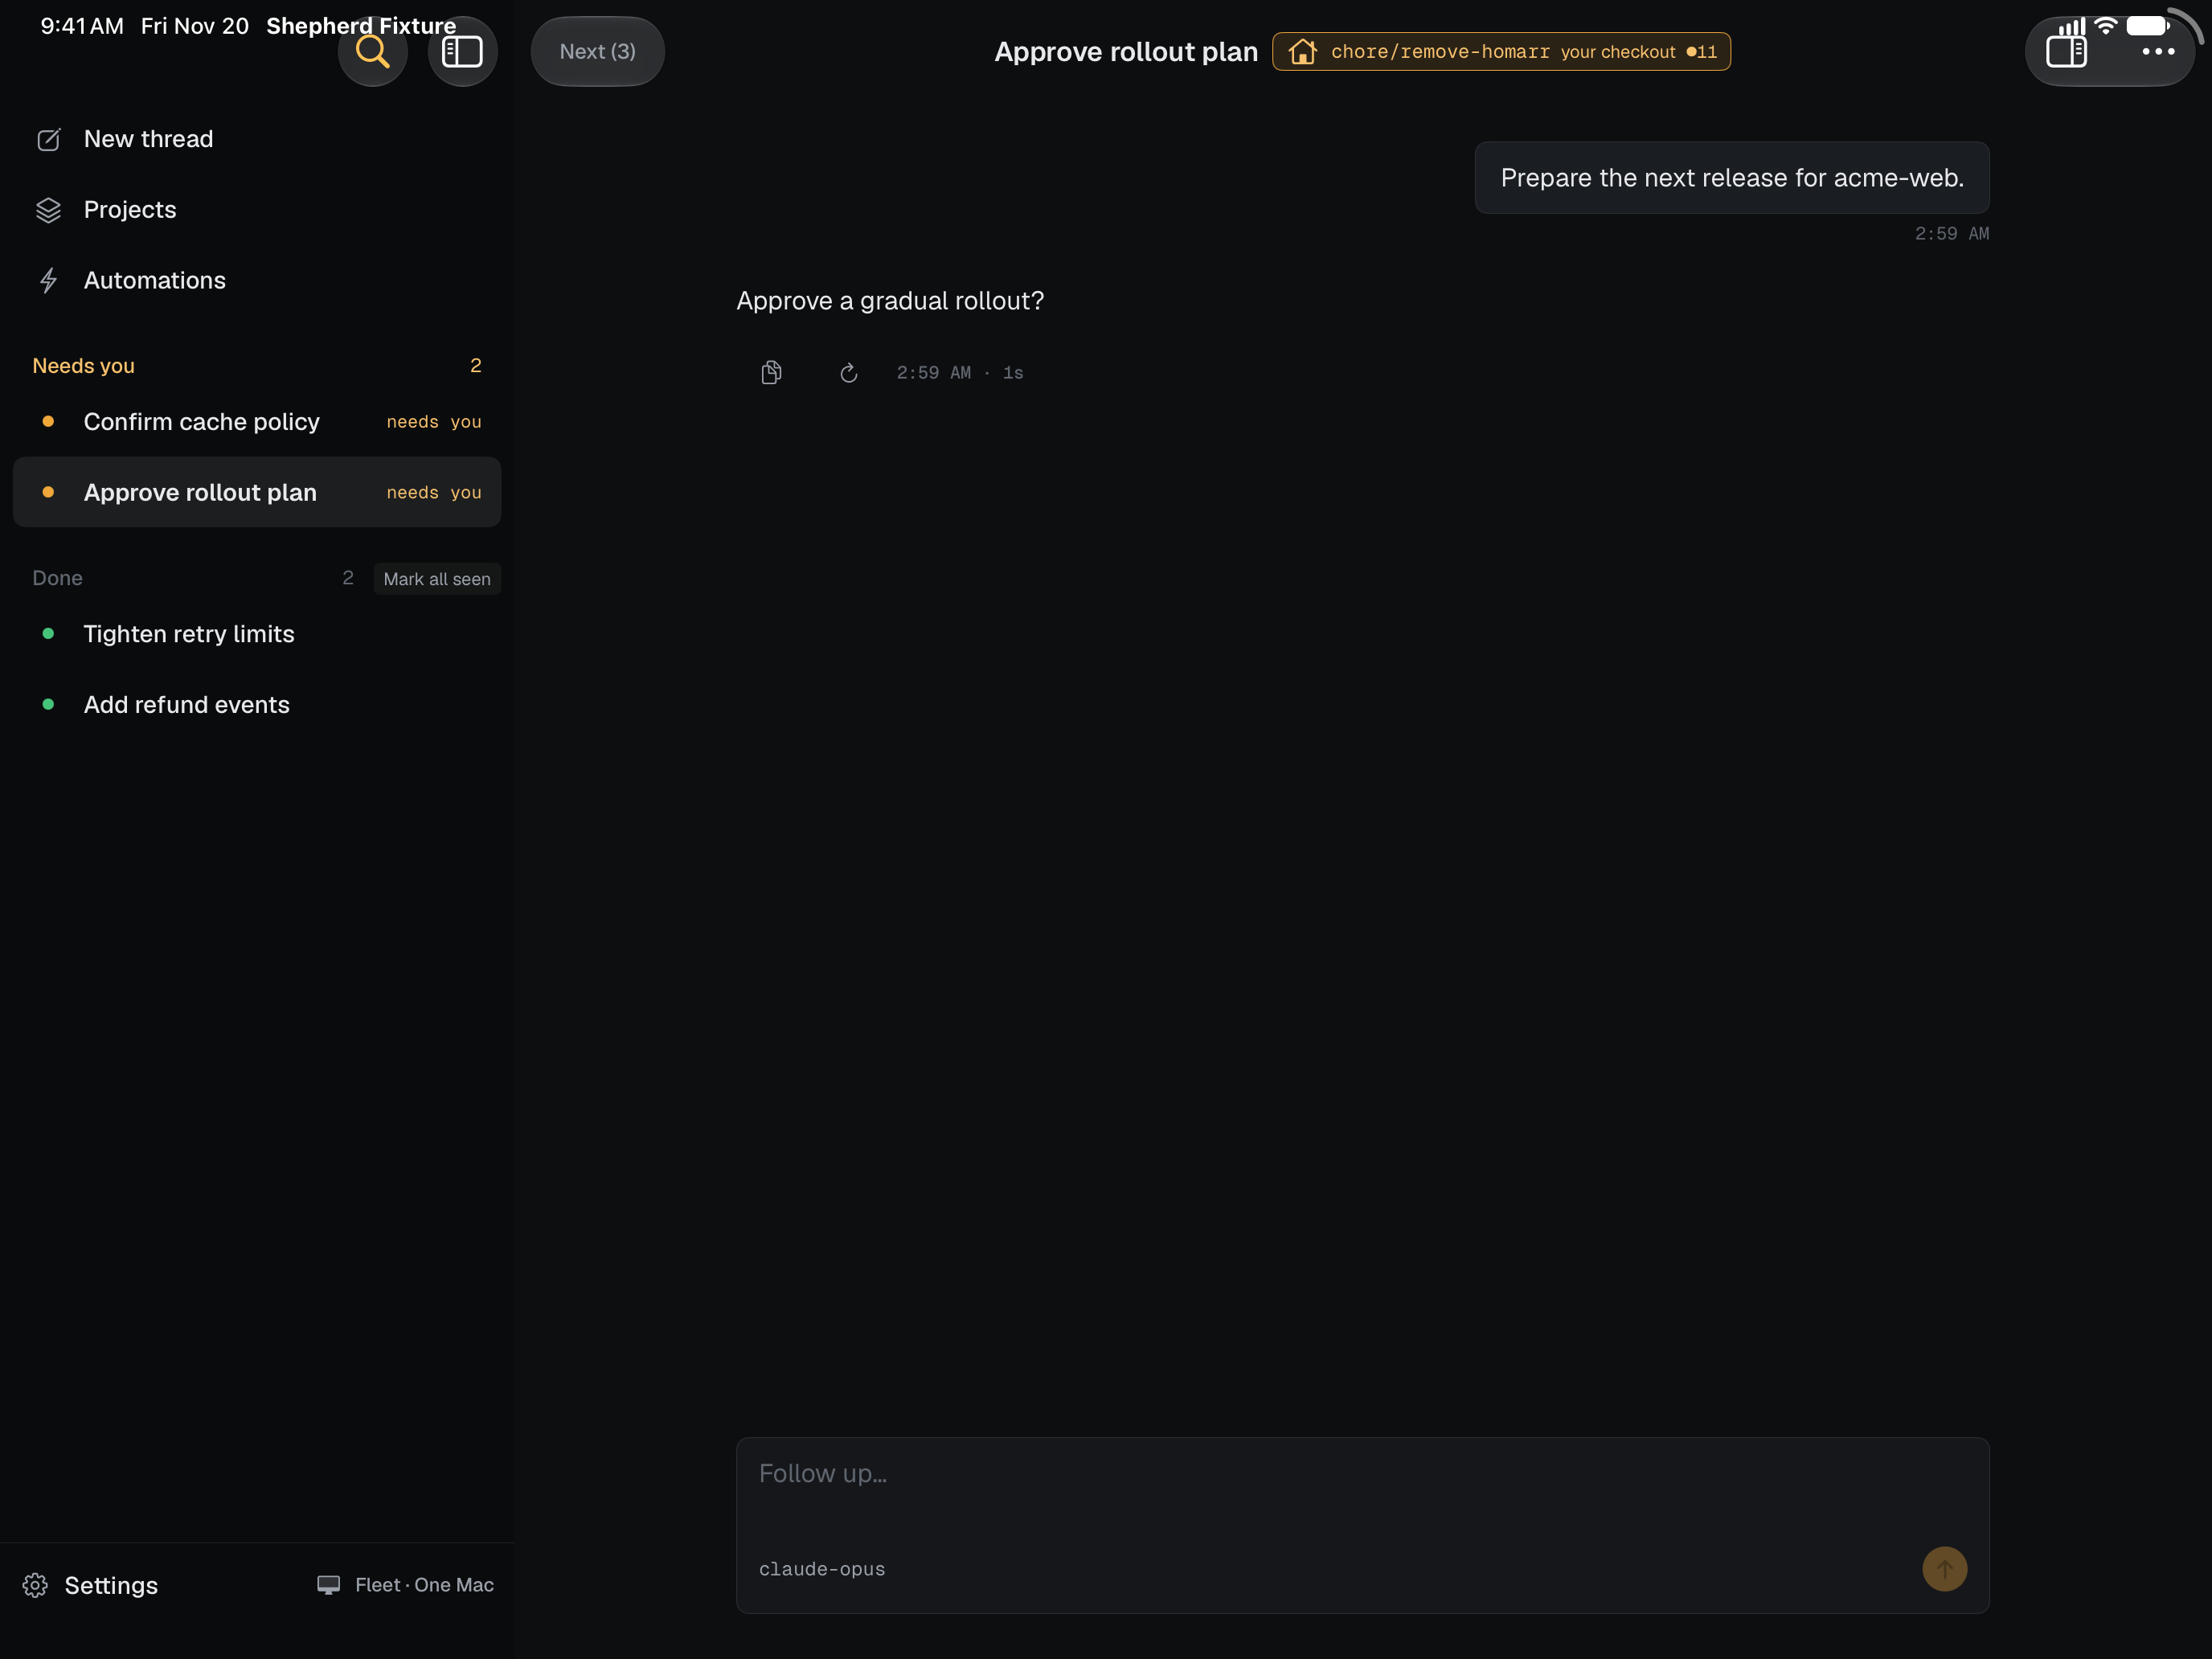 9:41 AM Fri Nov 20 Shepherd Fixture
Next (3)
Approve rollout plan
chore/remove-homarr your checkout ●11
New thread
Projects
Automations
Needs you 2
Confirm cache policy needs you
Approve rollout plan needs you
Done 2 Mark all seen
Tighten retry limits
Add refund events
Settings
Fleet · One Mac
Prepare the next release for acme-web.
2:59 AM
Approve a gradual rollout?
2:59 AM · 1s
Follow up…
claude-opus